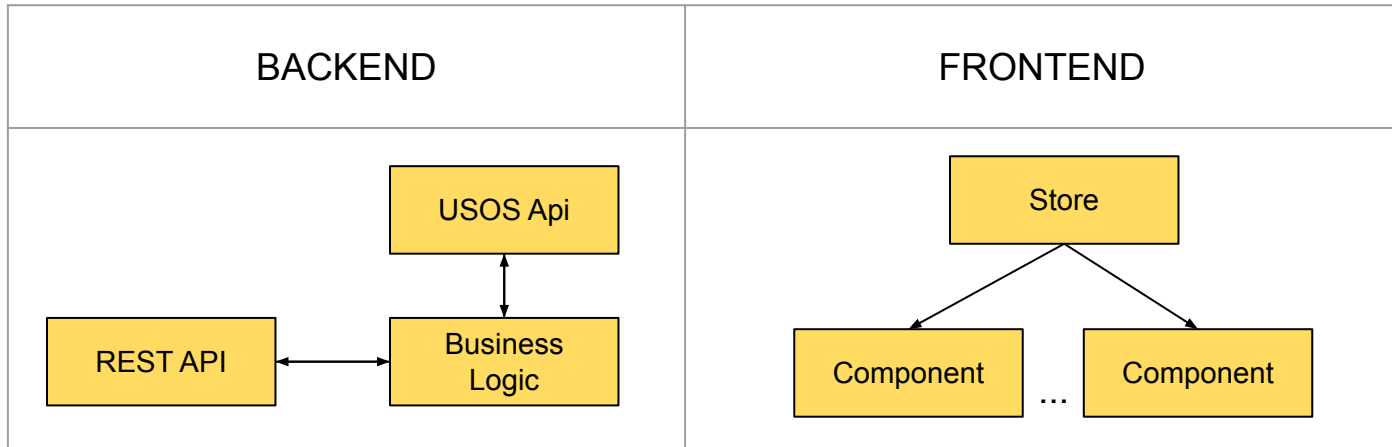 BACKEND
FRONTEND
USOS Api
REST API
Business
Logic
Store
Component
...
Component